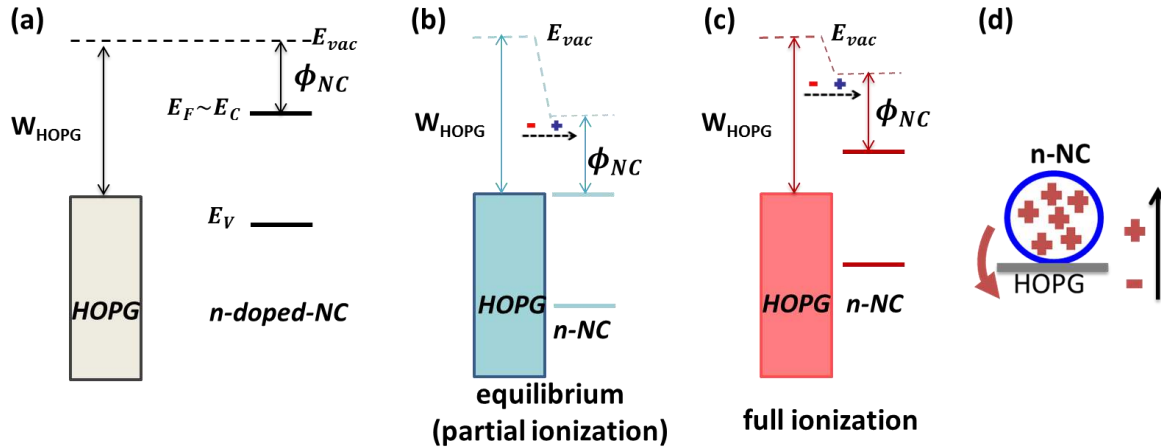 (a)
E_vac
ϕ_NC
E_F~E_C
W_HOPG
E_V
HOPG
n-doped-NC
(b)
E_vac
- +
W_HOPG
ϕ_NC
HOPG
n-NC
equilibrium
(partial ionization)
(c)
E_vac
- +
W_HOPG
ϕ_NC
HOPG
n-NC
full ionization
(d)
n-NC
+ + + + + +
+
HOPG
-